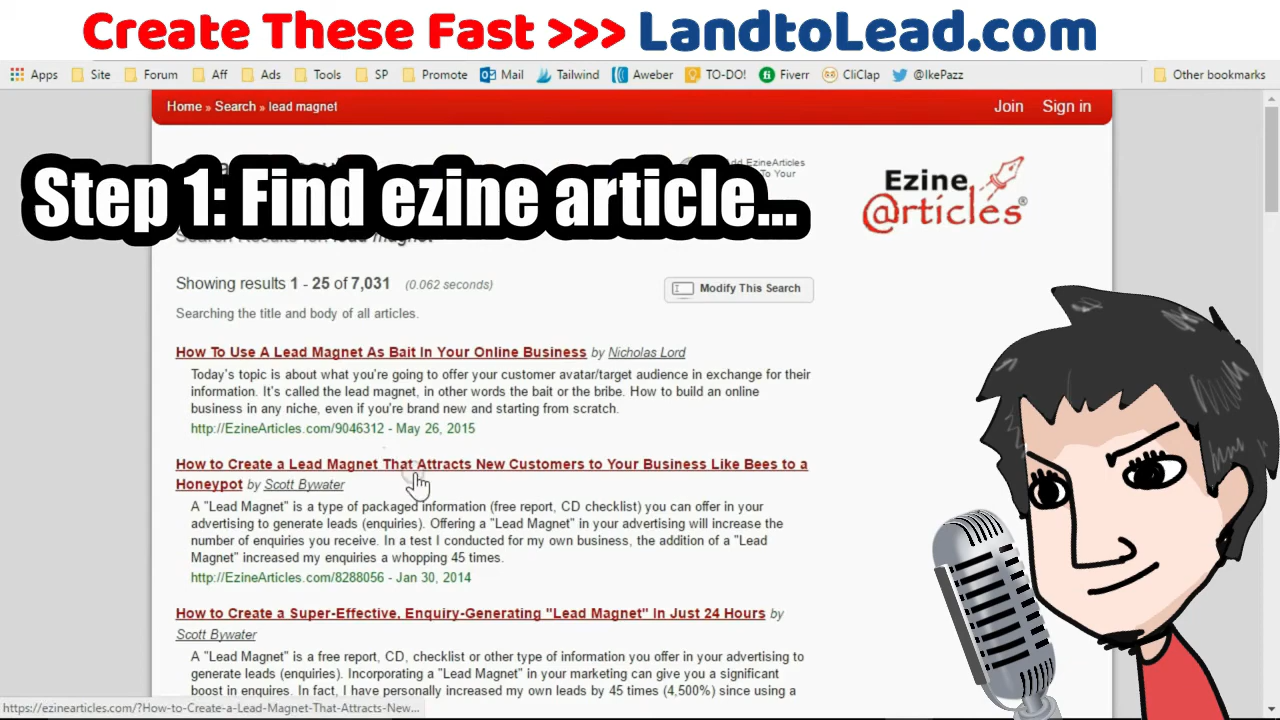 Create These Fast >>> LandtoLead.com
Apps Site Forum Aff Ads Tools SP Promote Mail Tailwind Aweber TO-DO! Fiverr CliClap @IkePazz Other bookmarks
Home » Search » lead magnet Join Sign in
EzineArticles
To Your
Step 1: Find ezine article...
Ezine
@rticles®
Search Results for: lead magnet
Showing results 1 - 25 of 7,031 (0.062 seconds)
Modify This Search
Searching the title and body of all articles.
How To Use A Lead Magnet As Bait In Your Online Business by Nicholas Lord
Today's topic is about what you're going to offer your customer avatar/target audience in exchange for their
information. It's called the lead magnet, in other words the bait or the bribe. How to build an online
business in any niche, even if you're brand new and starting from scratch.
http://EzineArticles.com/9046312 - May 26, 2015
How to Create a Lead Magnet That Attracts New Customers to Your Business Like Bees to a
Honeypot by Scott Bywater
A "Lead Magnet" is a type of packaged information (free report, CD checklist) you can offer in your
advertising to generate leads (enquiries). Offering a "Lead Magnet" in your advertising will increase the
number of enquiries you receive. In a test I conducted for my own business, the addition of a "Lead
Magnet" increased my enquiries a whopping 45 times.
http://EzineArticles.com/8288056 - Jan 30, 2014
How to Create a Super-Effective, Enquiry-Generating "Lead Magnet" In Just 24 Hours by
Scott Bywater
A "Lead Magnet" is a free report, CD, checklist or other type of information you offer in your advertising to
generate leads (enquiries). Incorporating a "Lead Magnet" in your marketing can give you a significant
boost in enquires. In fact, I have personally increased my own leads by 45 times (4,500%) since using a
https://ezinearticles.com/?How-to-Create-a-Lead-Magnet-That-Attracts-New...